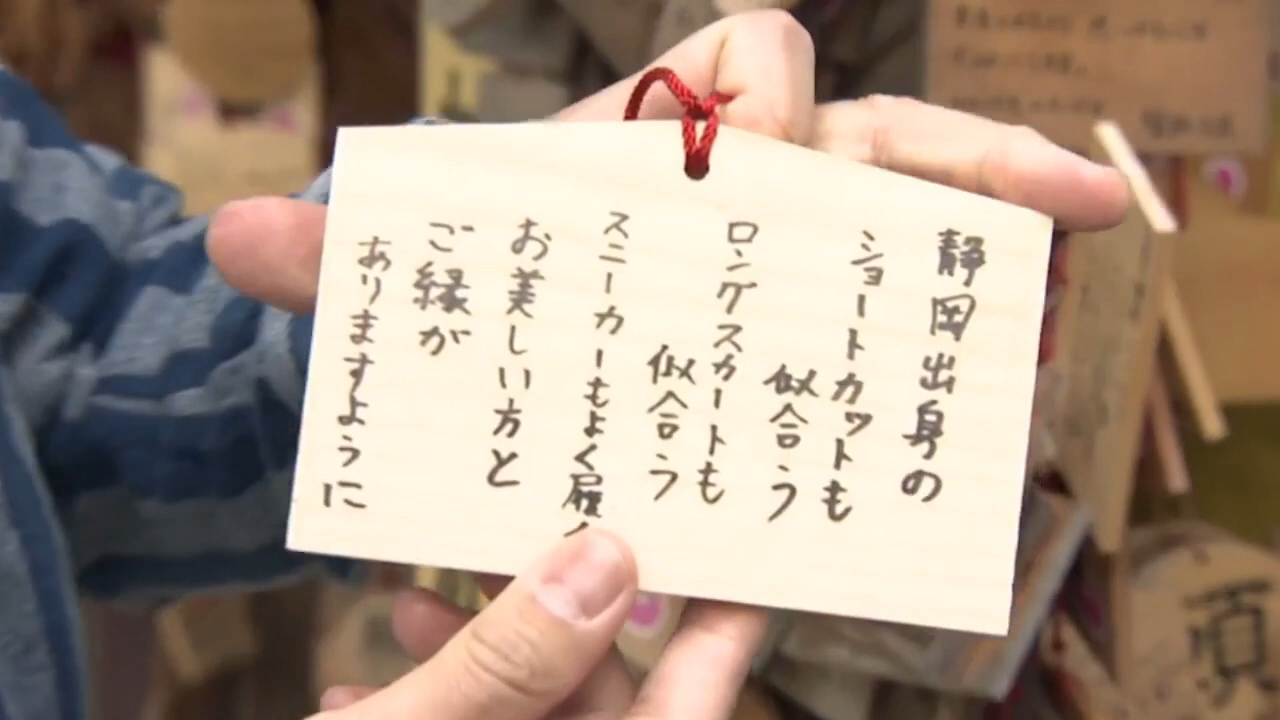 静岡出身の
ショートカットも
似合う
ロングスカートも
似合う
スニーカーもよく履く
お美しい方と
ご縁が
ありますように